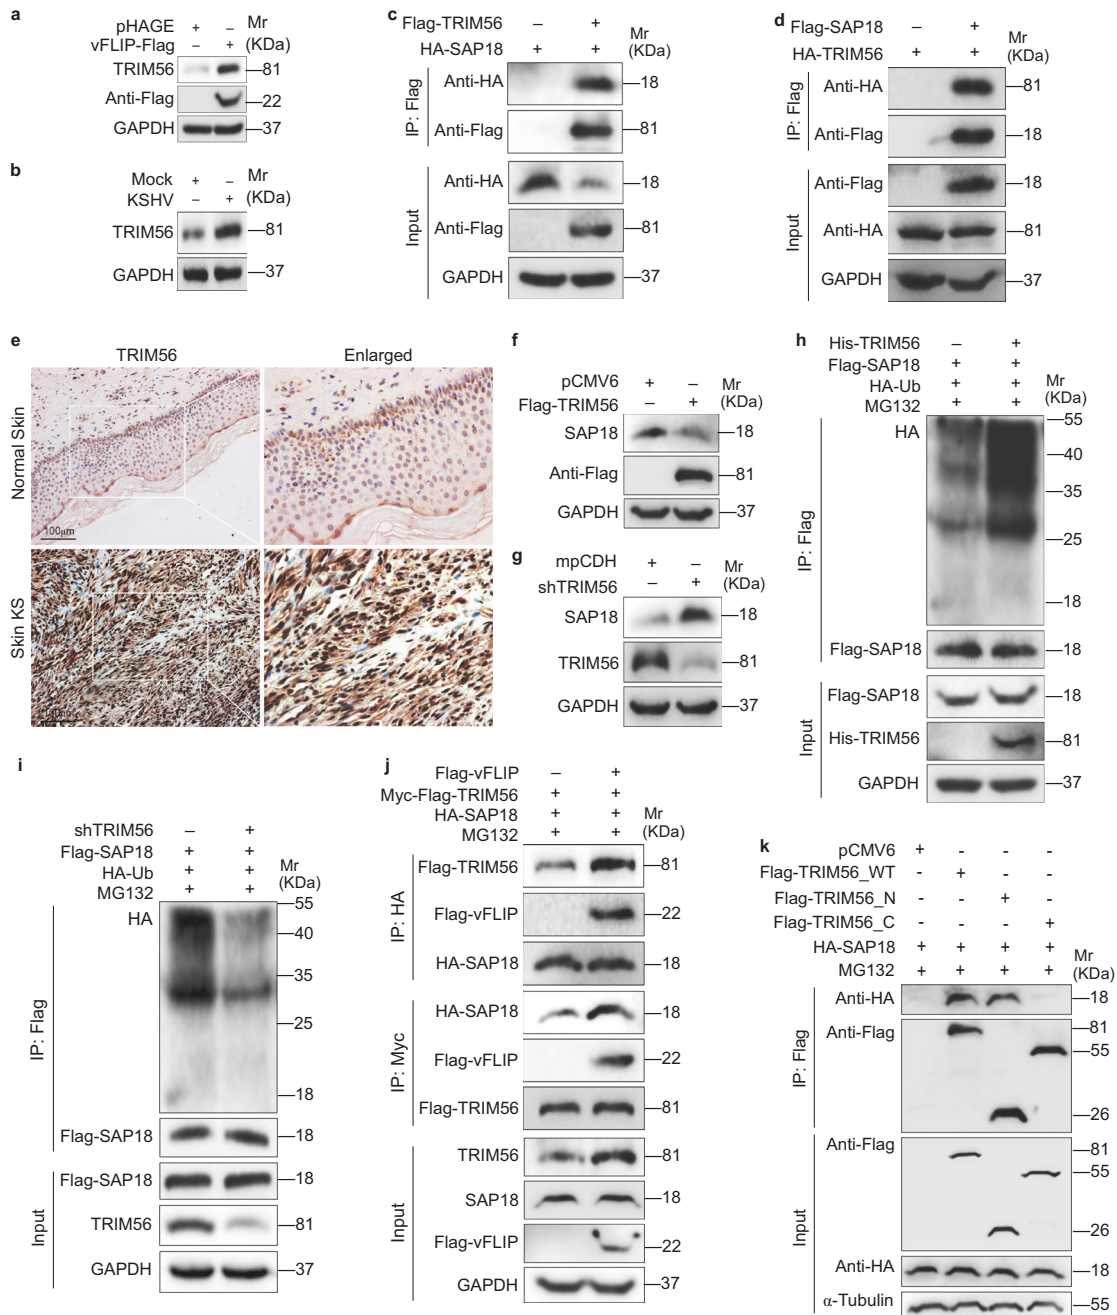 a
pHAGE + – Mr
vFLIP-Flag – + (KDa)
TRIM56 81
Anti-Flag 22
GAPDH 37
b
Mock + – Mr
KSHV – + (KDa)
TRIM56 81
GAPDH 37
c
Flag-TRIM56 – + Mr
HA-SAP18 + + (KDa)
IP: Flag
Anti-HA 18
Anti-Flag 81
Input
Anti-HA 18
Anti-Flag 81
GAPDH 37
d
Flag-SAP18 – + Mr
HA-TRIM56 + + (KDa)
IP: Flag
Anti-HA 81
Anti-Flag 18
Input
Anti-Flag 18
Anti-HA 81
GAPDH 37
e
TRIM56 Enlarged
Normal Skin
100μm
Skin KS
f
pCMV6 + – Mr
Flag-TRIM56 – + (KDa)
SAP18 18
Anti-Flag 81
GAPDH 37
g
mpCDH + – Mr
shTRIM56 – + (KDa)
SAP18 18
TRIM56 81
GAPDH 37
h
His-TRIM56 – +
Flag-SAP18 + +
HA-Ub + + Mr
MG132 + + (KDa)
IP: Flag
HA 55
40
35
25
18
Flag-SAP18 18
Input
Flag-SAP18 18
His-TRIM56 81
GAPDH 37
i
shTRIM56 – +
Flag-SAP18 + +
HA-Ub + + Mr
MG132 + + (KDa)
IP: Flag
HA 55
40
35
25
18
Flag-SAP18 18
Input
Flag-SAP18 18
TRIM56 81
GAPDH 37
j
Flag-vFLIP – +
Myc-Flag-TRIM56 + +
HA-SAP18 + + Mr
MG132 + + (KDa)
IP: HA
Flag-TRIM56 81
Flag-vFLIP 22
HA-SAP18 18
IP: Myc
HA-SAP18 18
Flag-vFLIP 22
Flag-TRIM56 81
Input
TRIM56 81
SAP18 18
Flag-vFLIP 22
GAPDH 37
k
pCMV6 + - - -
Flag-TRIM56_WT - + - -
Flag-TRIM56_N - - + -
Flag-TRIM56_C - - - +
HA-SAP18 + + + + Mr
MG132 + + + + (KDa)
IP: Flag
Anti-HA 18
Anti-Flag 81
55
26
Input
Anti-Flag 81
55
26
Anti-HA 18
α-Tubulin 55